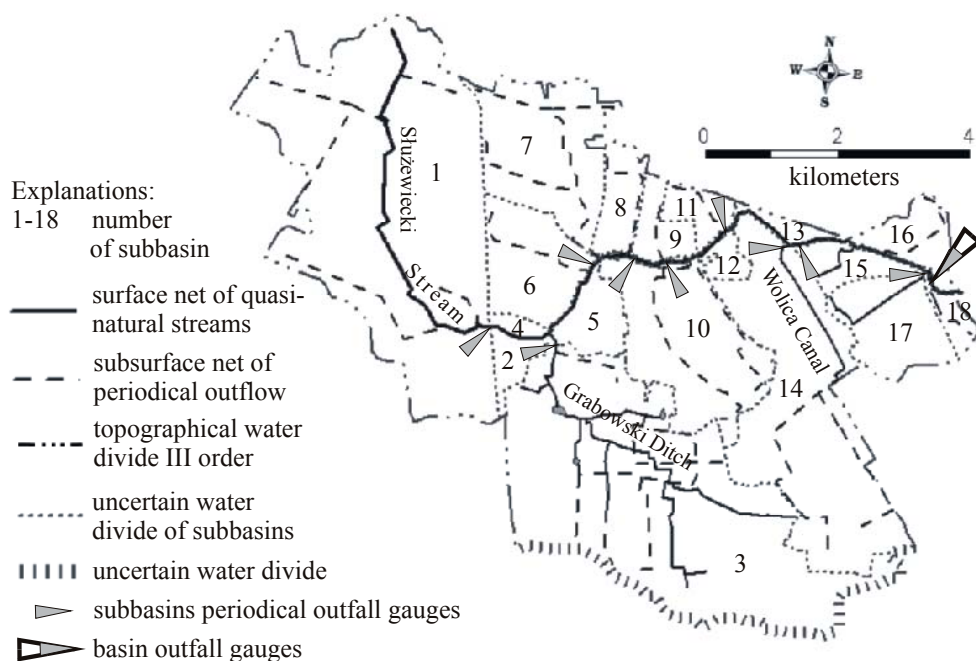 N
W
E
S
0
2
4
kilometers
Służewiecki
Stream
Grabowski Ditch
Wolica Canal
1
7
8
11
9
12
13
16
15
18
17
6
4
2
5
10
14
3
Explanations:
1-18 number
of subbasin
surface net of quasi-
natural streams
subsurface net of
periodical outflow
topographical water
divide III order
uncertain water
divide of subbasins
uncertain water divide
subbasins periodical outfall gauges
basin outfall gauges